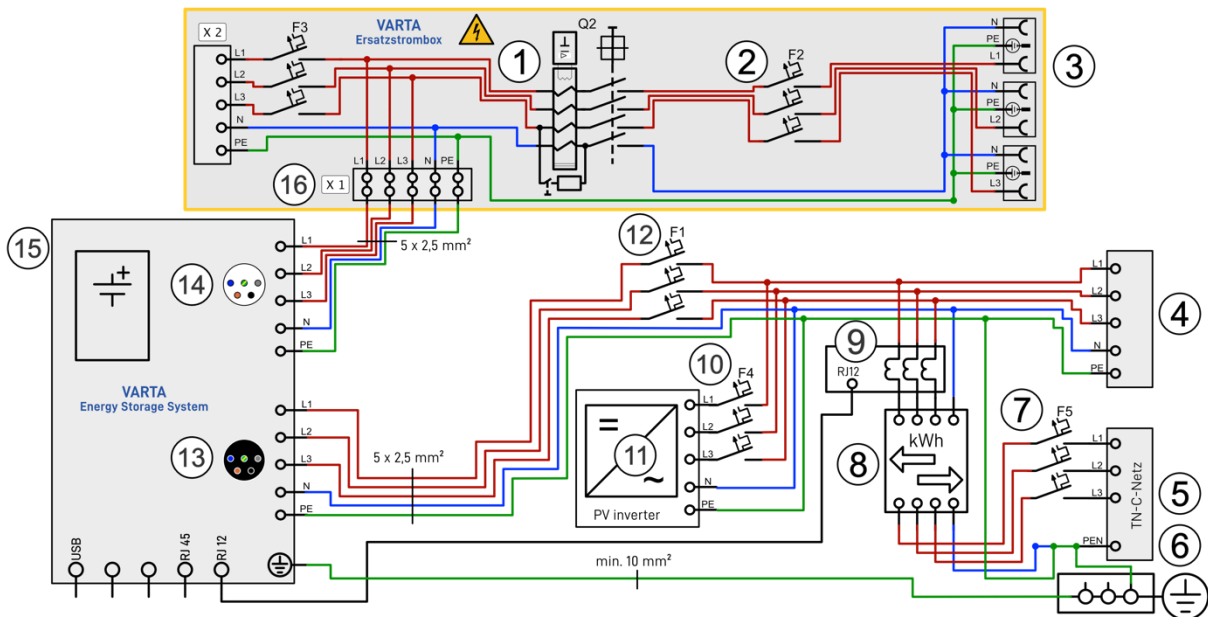 X 2
F3
VARTA
Ersatzstrombox
Q2
1
2
F2
3
L1
L2
L3
N
PE
N
PE
L1
N
PE
L2
N
PE
L3
16
X 1
L1
L2
L3
N
PE
15
14
L1
L2
L3
N
PE
5 x 2,5 mm²
12
F1
L1
L2
L3
N
PE
4
VARTA
Energy Storage System
13
L1
L2
L3
N
PE
5 x 2,5 mm²
9
RJ12
10
F4
L1
L2
L3
N
PE
11
PV inverter
8
kWh
7
F5
L1
L2
L3
PEN
TN-C-Netz
5
6
USB
RJ 45
RJ 12
min. 10 mm²